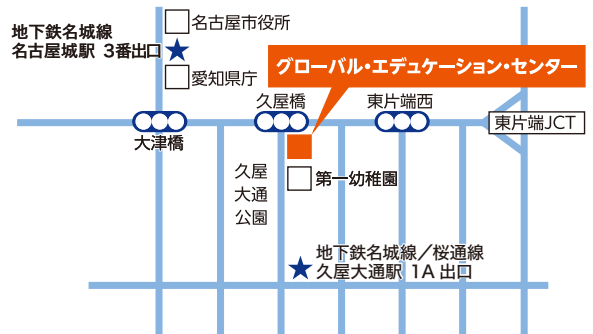 地下鉄名城線
名古屋城駅 3番出口
名古屋市役所
愛知県庁
グローバル・エデュケーション・センター
久屋橋
東片端西
東片端JCT
大津橋
久屋
大通
公園
第一幼稚園
地下鉄名城線／桜通線
久屋大通駅 1A 出口